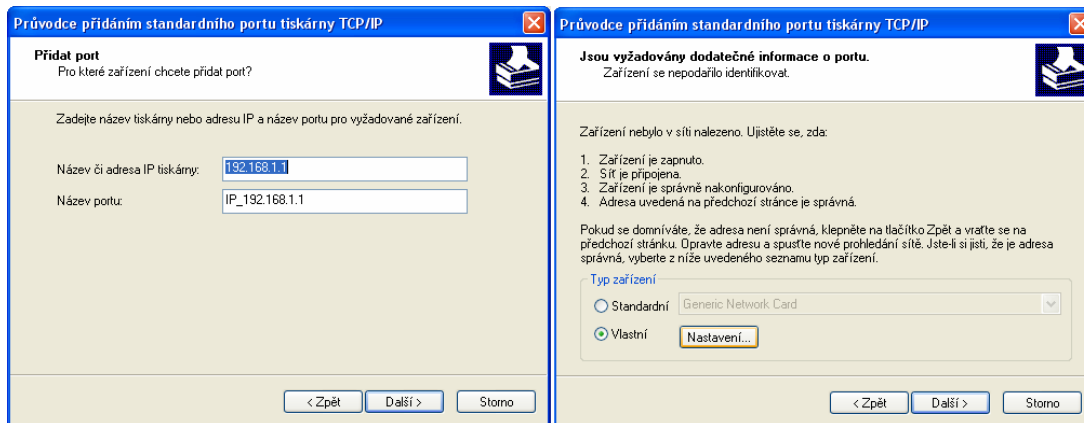 Průvodce přidáním standardního portu tiskárny TCP/IP
Přidat port
Pro které zařízení chcete přidat port?
Zadejte název tiskárny nebo adresu IP a název portu pro vyžadované zařízení.
Název či adresa IP tiskárny: 192.168.1.1
Název portu: IP_192.168.1.1
< Zpět Další > Storno
Průvodce přidáním standardního portu tiskárny TCP/IP
Jsou vyžadovány dodatečné informace o portu.
Zařízení se nepodařilo identifikovat.
Zařízení nebylo v síti nalezeno. Ujistěte se, zda:
1. Zařízení je zapnuto.
2. Síť je připojena.
3. Zařízení je správně nakonfigurováno.
4. Adresa uvedená na předchozí stránce je správná.
Pokud se domníváte, že adresa není správná, klepněte na tlačítko Zpět a vraťte se na
předchozí stránku. Opravte adresu a spusťte nové prohledání sítě. Jste-li si jisti, že je adresa
správná, vyberte z níže uvedeného seznamu typ zařízení.
Typ zařízení
Standardní Generic Network Card
Vlastní Nastavení...
< Zpět Další > Storno